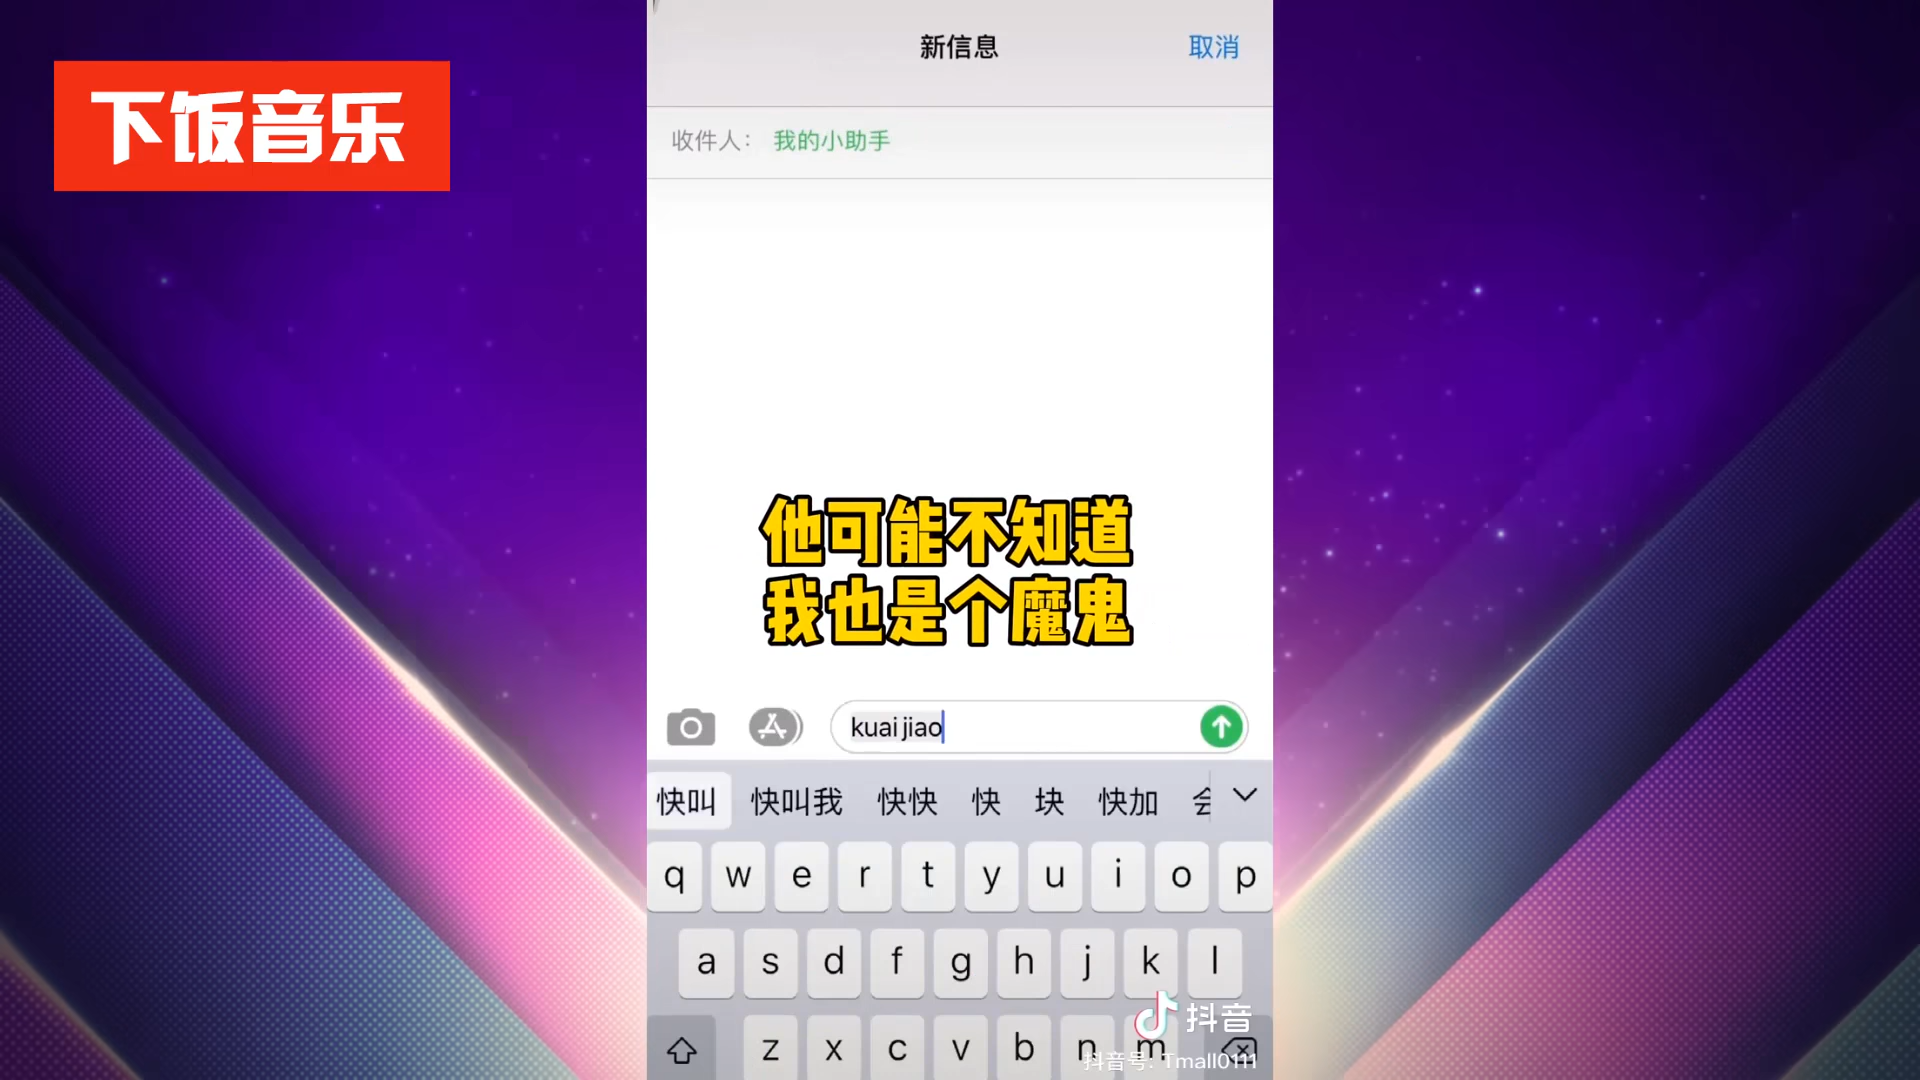 下饭音乐
新信息
取消
收件人：
我的小助手
他可能不知道
我也是个魔鬼
kuai jiao
快叫 快叫我 快快 快 块 快加
q w e r t y u i o p
a s d f g h j k l
z x c v b n m
抖音
抖音号: Tmall0111